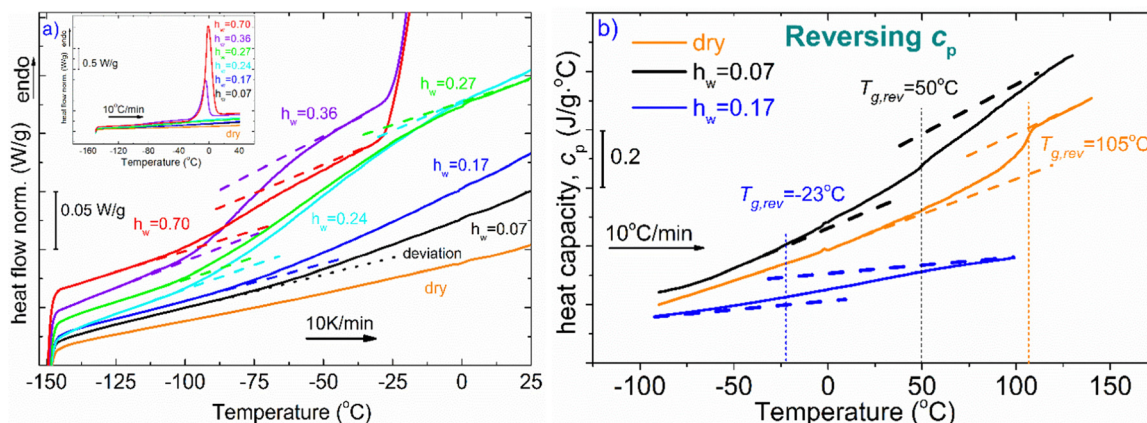 a)
endo
heat flow norm. (W/g)
0.05 W/g
h_w=0.70
h_w=0.36
h_w=0.27
h_w=0.24
h_w=0.17
h_w=0.07
dry
endo
heat flow norm. (W/g)
0.5 W/g
10°C/min
-160 -120 -80 -40 0 40
Temperature (°C)
h_w=0.36
h_w=0.27
h_w=0.17
h_w=0.70
h_w=0.24
h_w=0.07
deviation
dry
10K/min
-150 -125 -100 -75 -50 -25 0 25
Temperature (°C)
b)
dry
h_w=0.07
h_w=0.17
Reversing c_p
T_g,rev=50°C
0.2
T_g,rev=105°C
T_g,rev=-23°C
10°C/min
heat capacity, c_p (J/g·°C)
-100 -50 0 50 100 150
Temperature (°C)